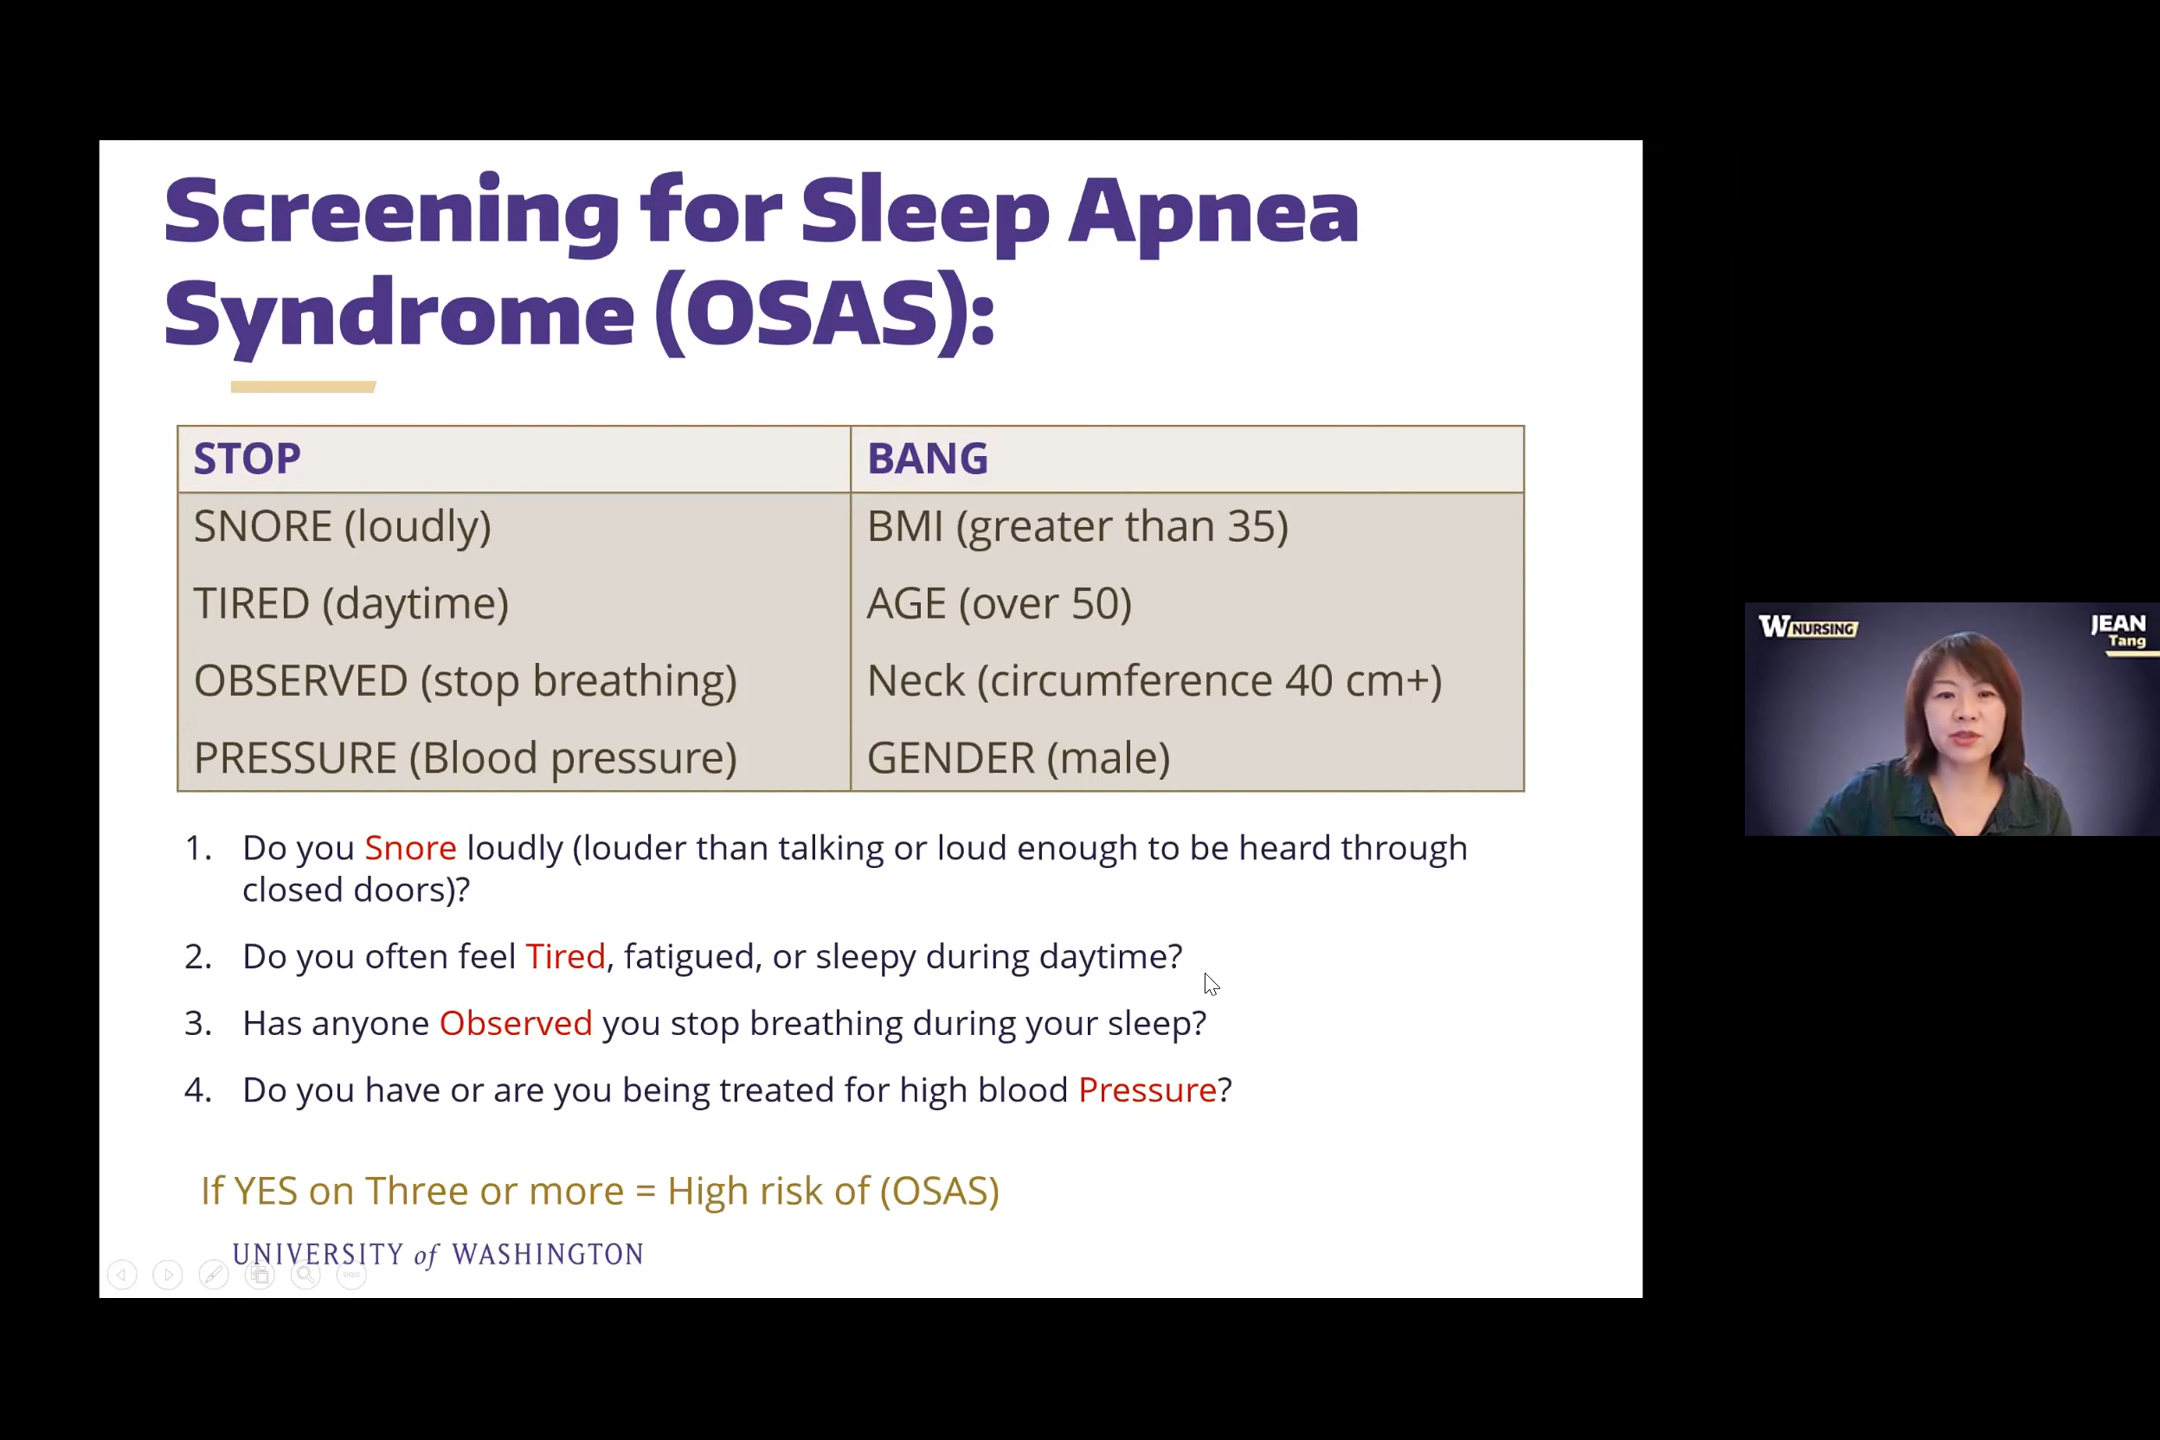 Screening for Sleep Apnea
Syndrome (OSAS):
STOP
BANG
SNORE (loudly)
BMI (greater than 35)
TIRED (daytime)
AGE (over 50)
OBSERVED (stop breathing)
Neck (circumference 40 cm+)
PRESSURE (Blood pressure)
GENDER (male)
1. Do you Snore loudly (louder than talking or loud enough to be heard through
closed doors)?
2. Do you often feel Tired, fatigued, or sleepy during daytime?
3. Has anyone Observed you stop breathing during your sleep?
4. Do you have or are you being treated for high blood Pressure?
If YES on Three or more = High risk of (OSAS)
UNIVERSITY of WASHINGTON
W NURSING
JEAN
Tang